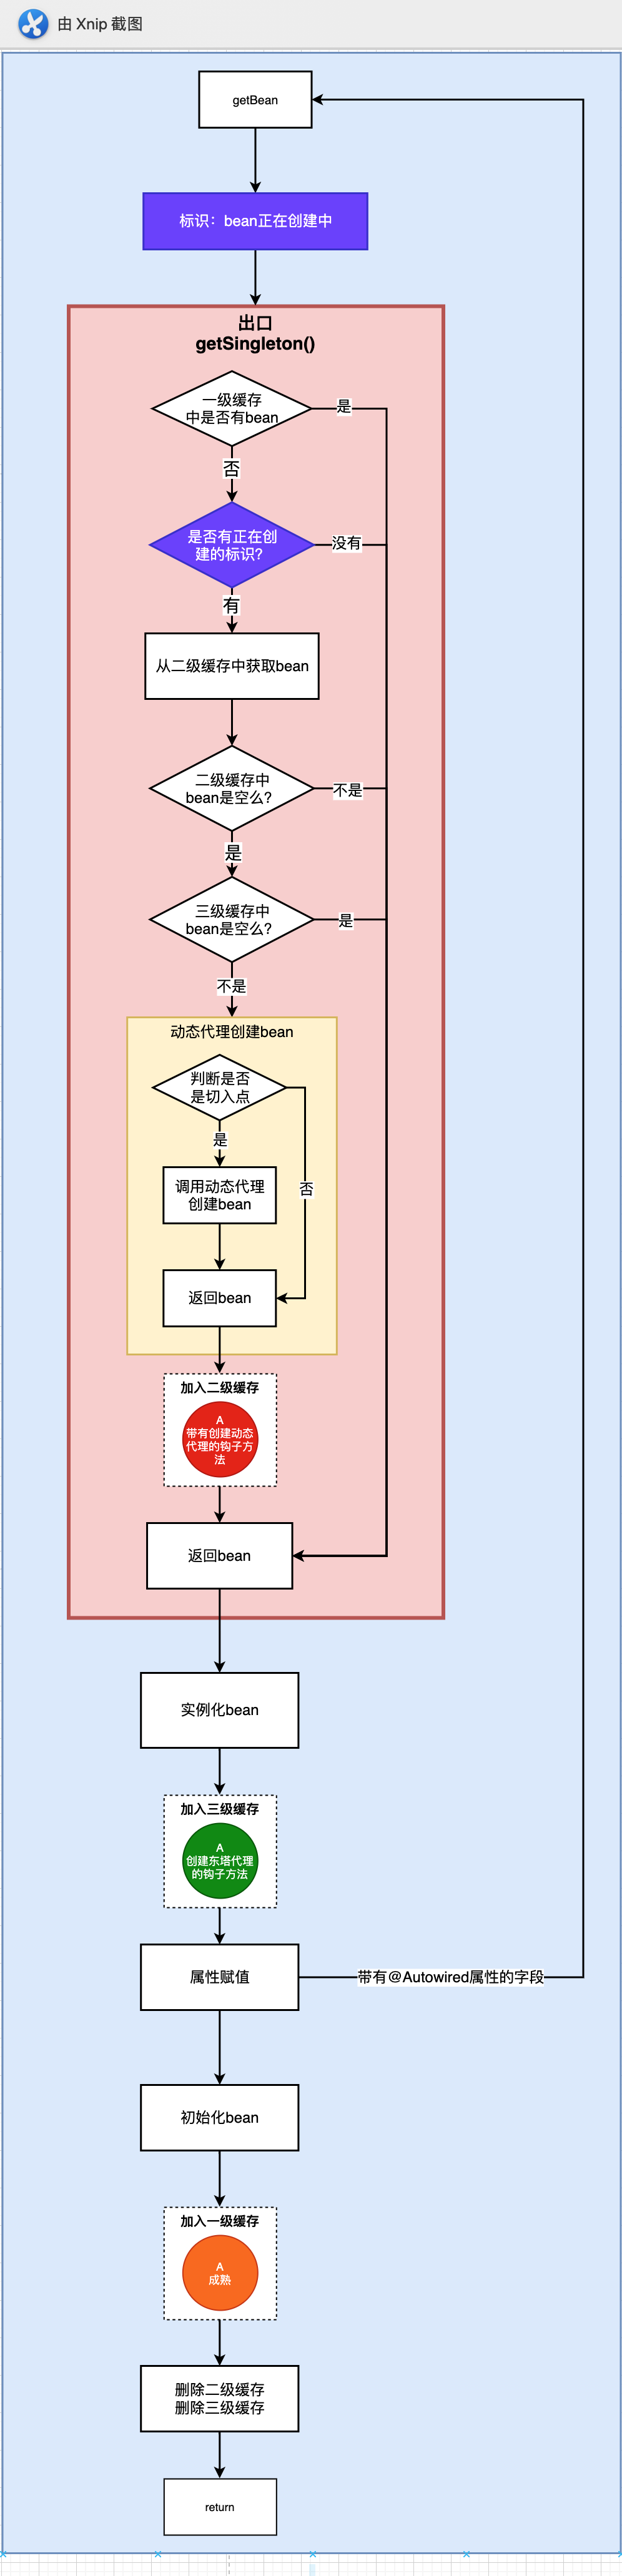 由 Xnip 截图
getBean
标识：bean正在创建中
出口
getSingleton()
一级缓存
中是否有bean
是
否
是否有正在创
建的标识?
没有
有
从二级缓存中获取bean
二级缓存中
bean是空么?
不是
是
三级缓存中
bean是空么?
是
不是
动态代理创建bean
判断是否
是切入点
是
否
调用动态代理
创建bean
返回bean
加入二级缓存
A
带有创建动态
代理的钩子方
法
返回bean
实例化bean
加入三级缓存
A
创建东塔代理
的钩子方法
属性赋值
带有@Autowired属性的字段
初始化bean
加入一级缓存
A
成熟
删除二级缓存
删除三级缓存
return